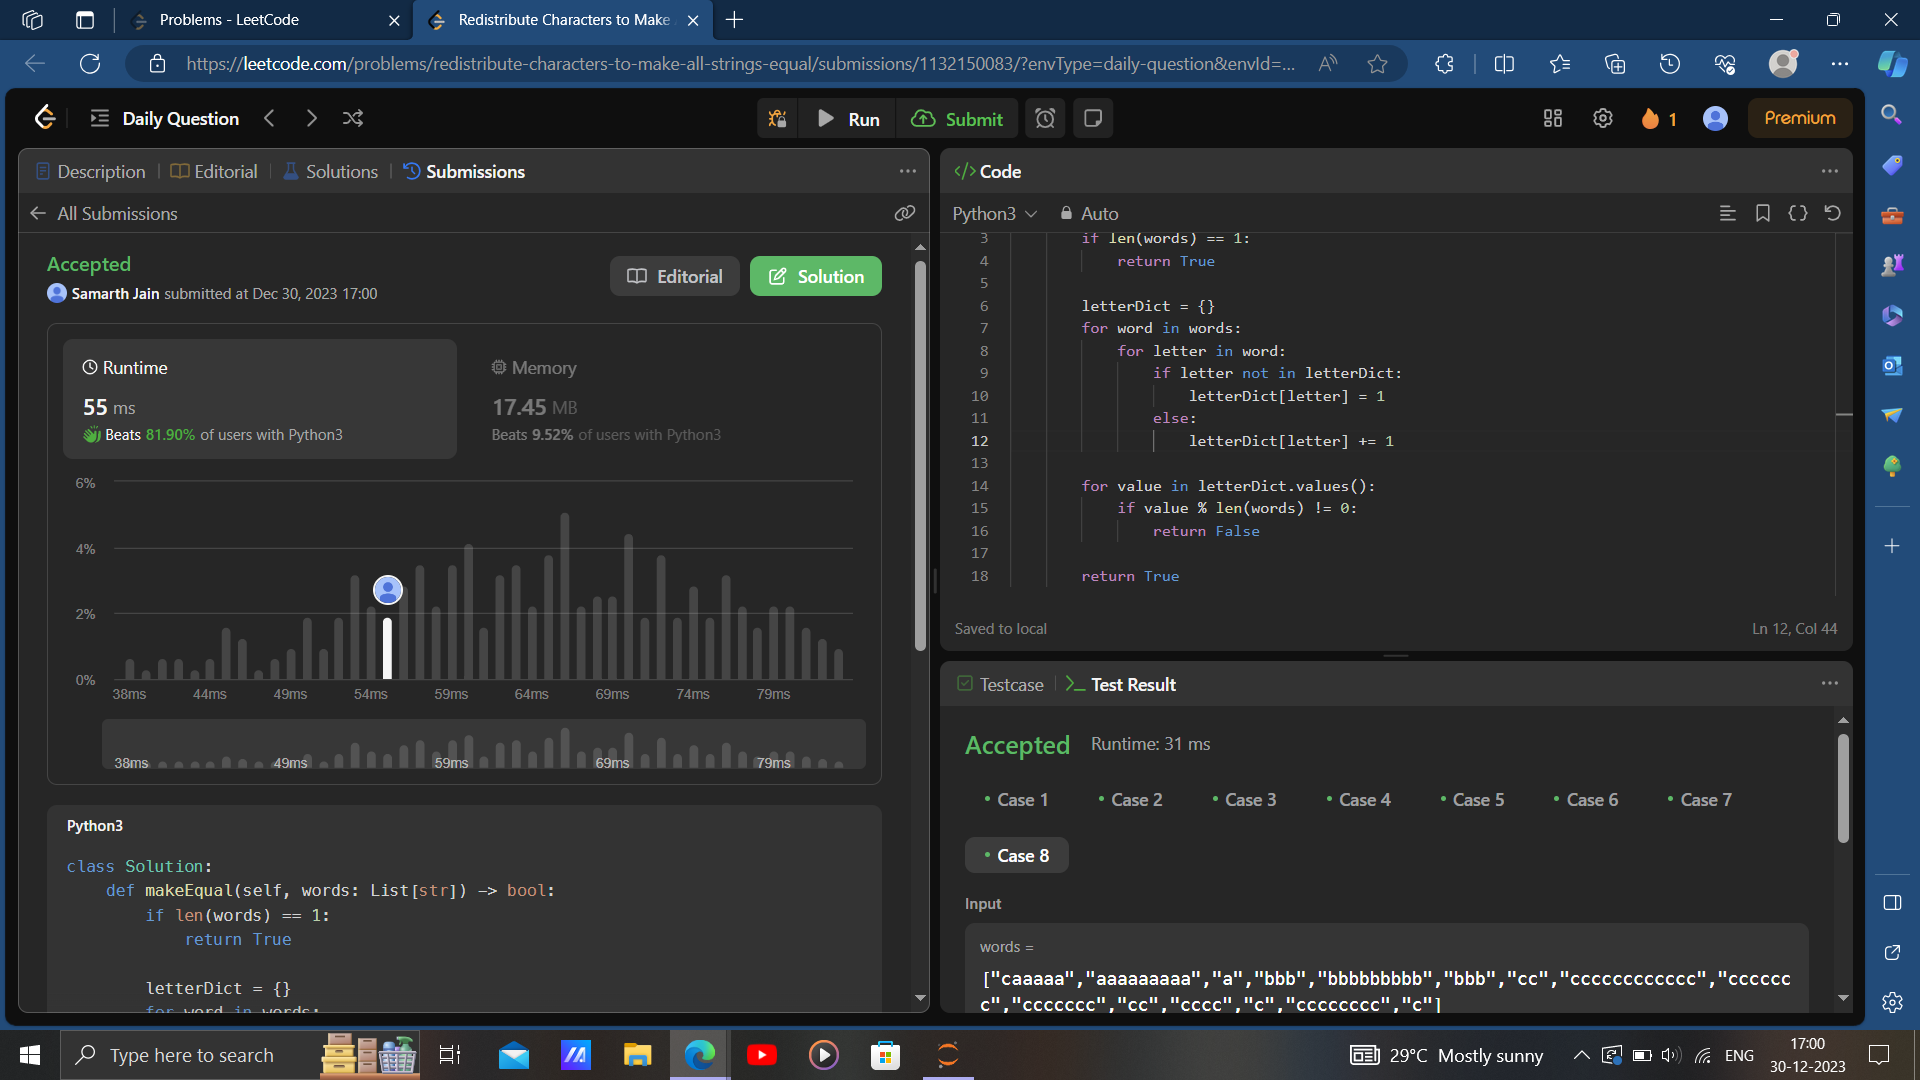 Problems - LeetCode
Redistribute Characters to Make
https://leetcode.com/problems/redistribute-characters-to-make-all-strings-equal/submissions/1132150083/?envType=daily-question&envId=...
Daily Question
Run
Submit
1
Premium
Description
Editorial
Solutions
Submissions
All Submissions
Accepted
Samarth Jain submitted at Dec 30, 2023 17:00
Editorial
Solution
Runtime
55 ms
Beats 81.90% of users with Python3
Memory
17.45 MB
Beats 9.52% of users with Python3
6%
4%
2%
0%
38ms 44ms 49ms 54ms 59ms 64ms 69ms 74ms 79ms
38ms 49ms 59ms 69ms 79ms
Python3
class Solution:
def makeEqual(self, words: List[str]) -> bool:
if len(words) == 1:
return True
letterDict = {}
for word in words:
</> Code
Python3
Auto
3 if len(words) == 1:
4 return True
5
6 letterDict = {}
7 for word in words:
8 for letter in word:
9 if letter not in letterDict:
10 letterDict[letter] = 1
11 else:
12 letterDict[letter] += 1
13
14 for value in letterDict.values():
15 if value % len(words) != 0:
16 return False
17
18 return True
Saved to local
Ln 12, Col 44
Testcase
Test Result
Accepted
Runtime: 31 ms
Case 1
Case 2
Case 3
Case 4
Case 5
Case 6
Case 7
Case 8
Input
words =
["caaaaa","aaaaaaaaa","a","bbb","bbbbbbbbb","bbb","cc","cccccccccccc","cccccc
c","ccccccc","cc","cccc","c","cccccccc","c"]
Type here to search
29°C Mostly sunny
ENG
17:00
30-12-2023